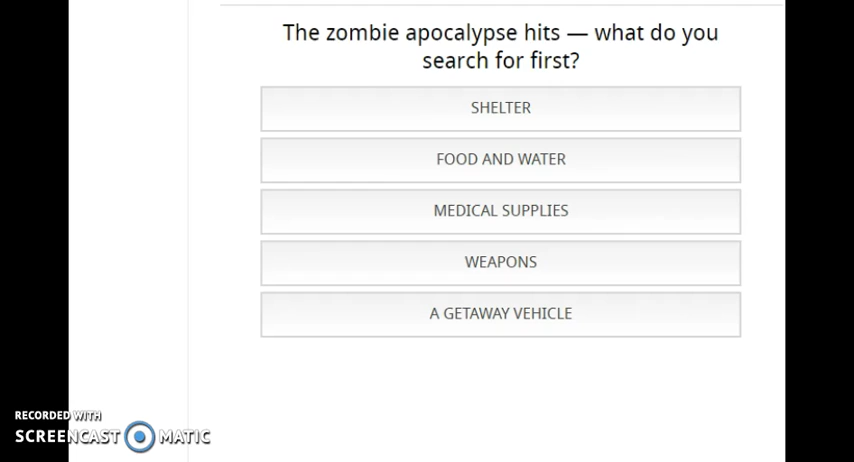 The zombie apocalypse hits — what do you
search for first?
SHELTER
FOOD AND WATER
MEDICAL SUPPLIES
WEAPONS
A GETAWAY VEHICLE
RECORDED WITH
SCREENCAST MATIC